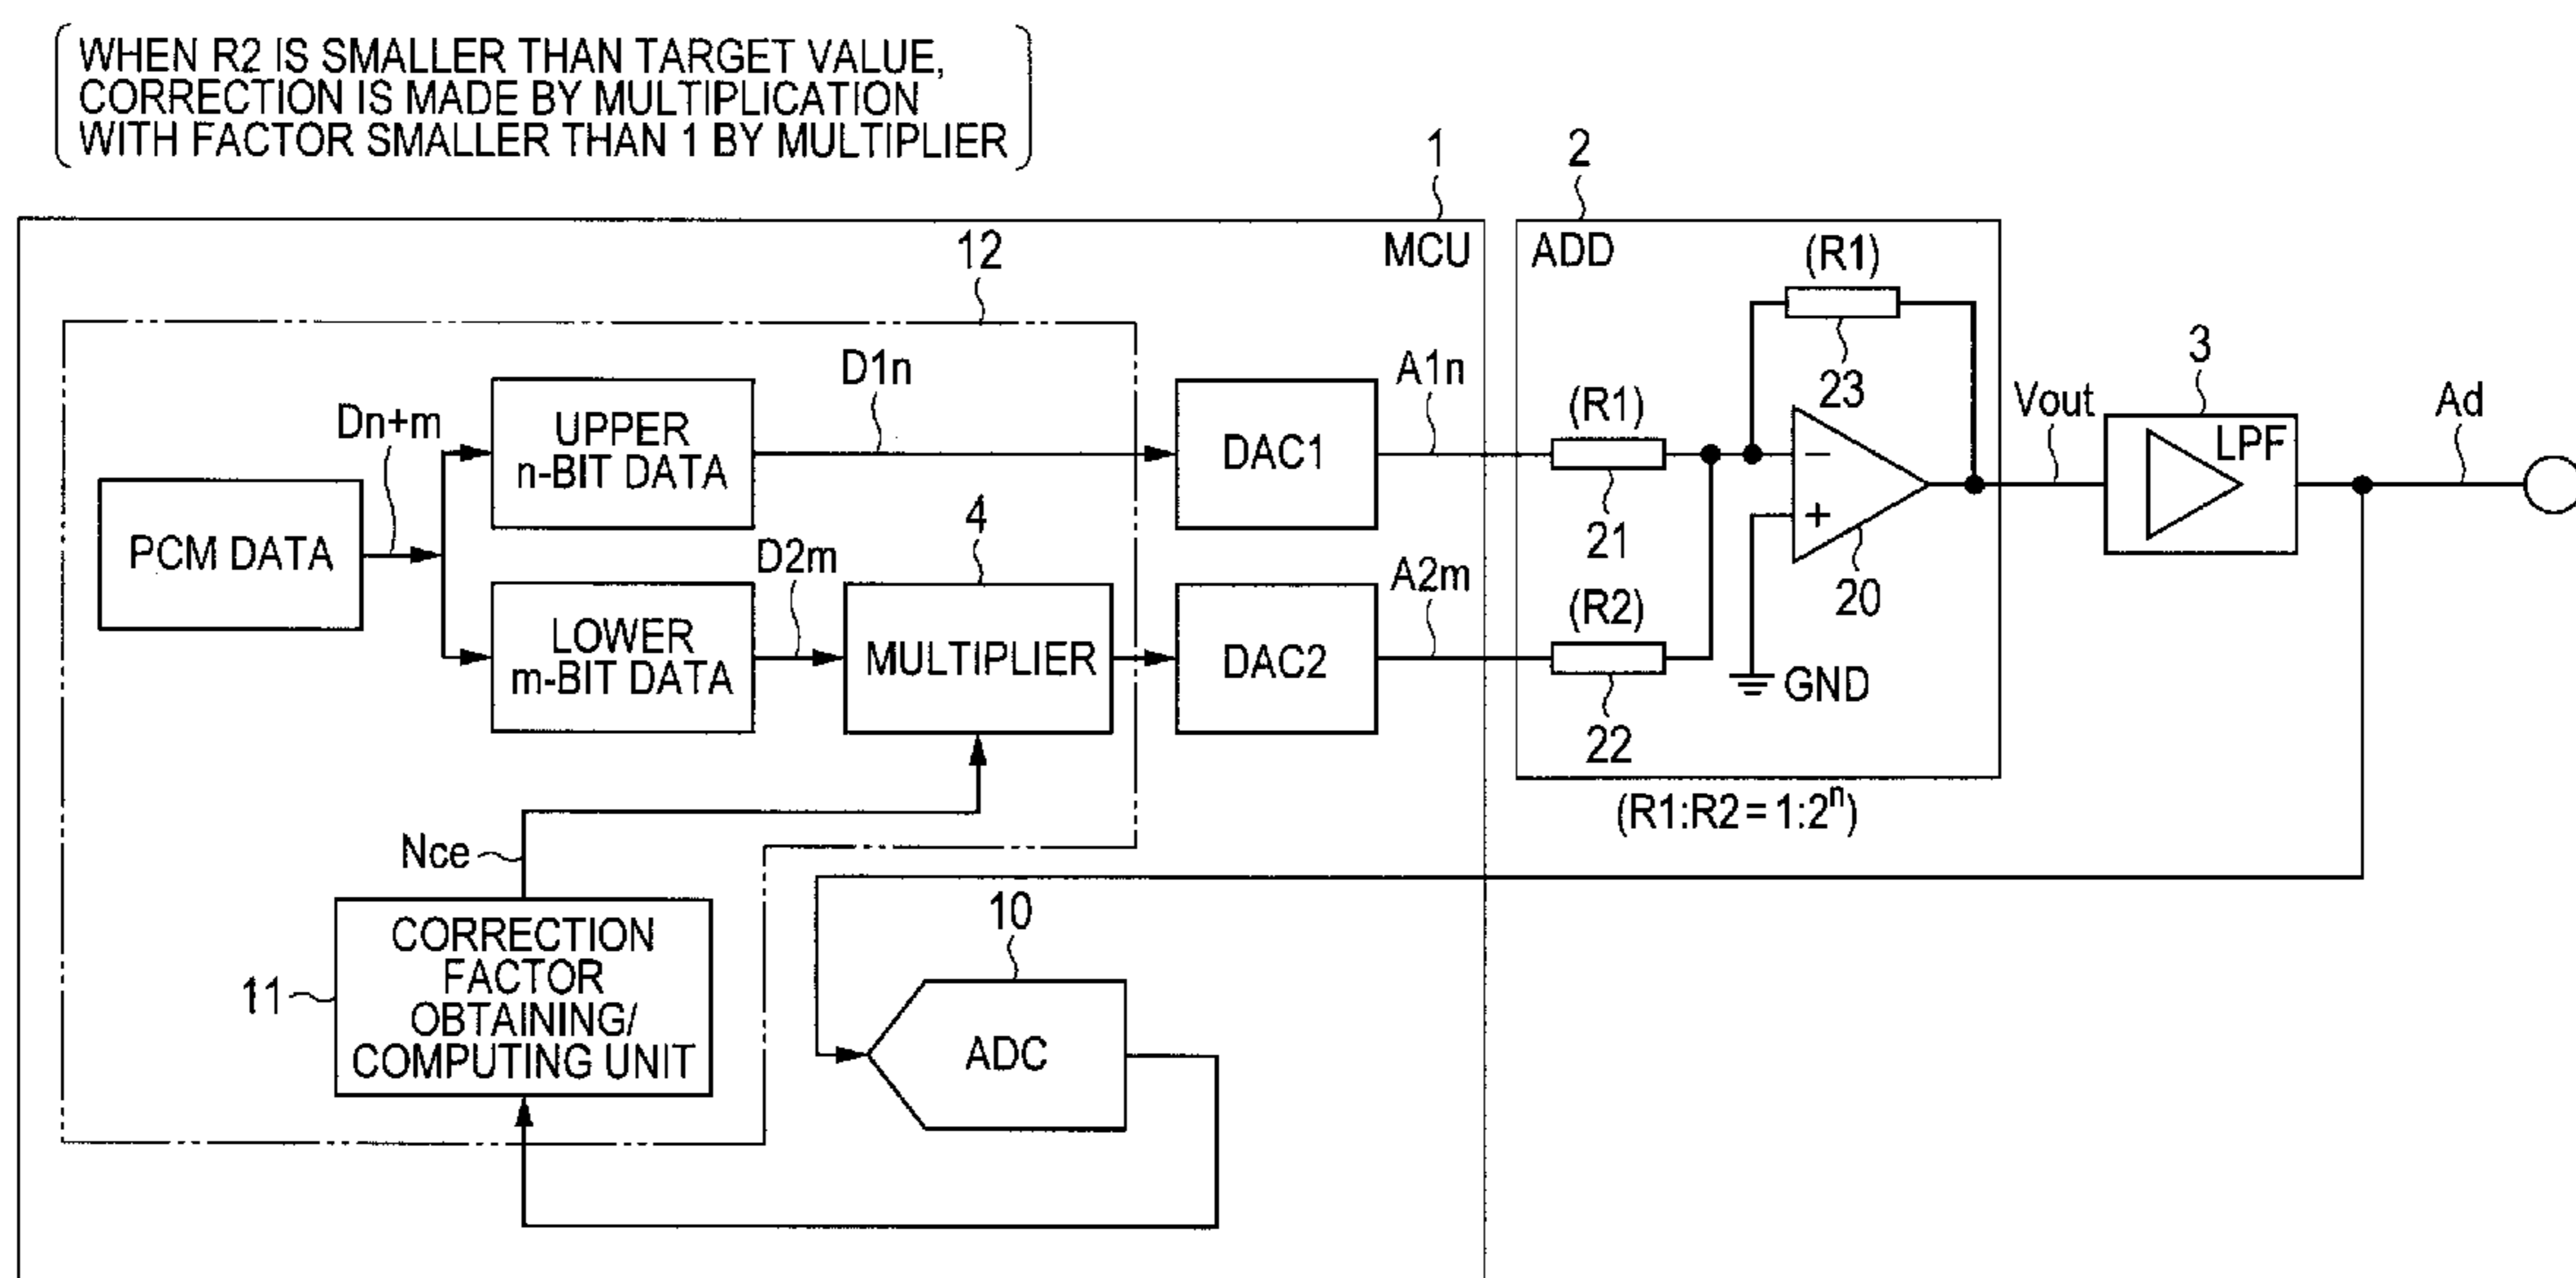 WHEN R2 IS SMALLER THAN TARGET VALUE,
CORRECTION IS MADE BY MULTIPLICATION
WITH FACTOR SMALLER THAN 1 BY MULTIPLIER
1
2
12
MCU
ADD
(R1)
23
3
D1n
A1n
Vout
Ad
Dn+m
UPPER
n-BIT DATA
DAC1
(R1)
21
−
+
20
LPF
PCM DATA
4
D2m
A2m
(R2)
LOWER
m-BIT DATA
MULTIPLIER
DAC2
22
GND
(R1:R2=1:2ⁿ)
Nce
10
11
CORRECTION
FACTOR
OBTAINING/
COMPUTING UNIT
ADC